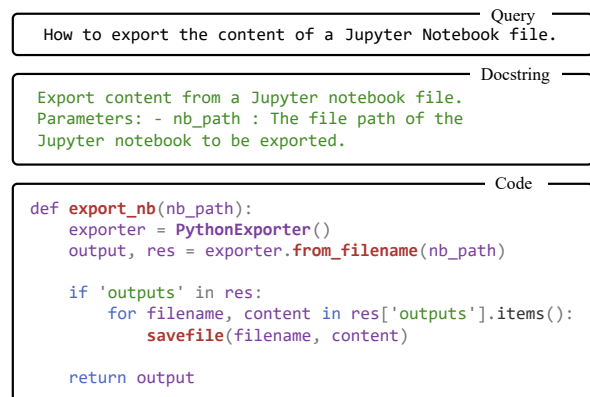 Query
How to export the content of a Jupyter Notebook file.
Docstring
Export content from a Jupyter notebook file.
Parameters: - nb_path : The file path of the
Jupyter notebook to be exported.
Code
def export_nb(nb_path):
    exporter = PythonExporter()
    output, res = exporter.from_filename(nb_path)
    if 'outputs' in res:
        for filename, content in res['outputs'].items():
            savefile(filename, content)
    return output